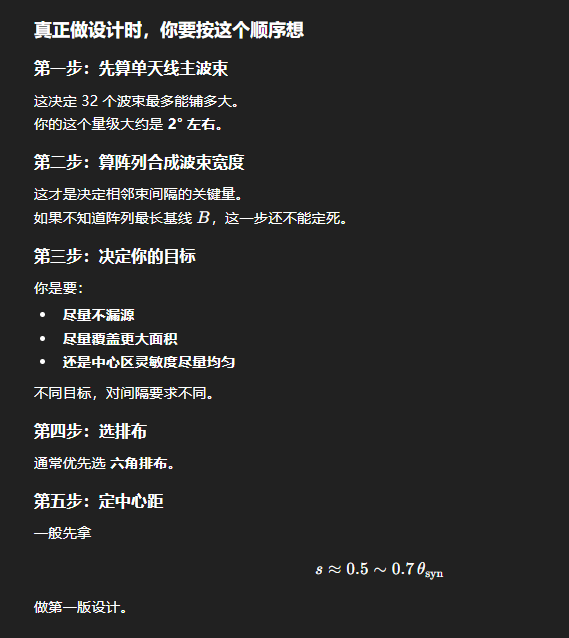 真正做设计时，你要按这个顺序想
第一步：先算单天线主波束
这决定 32 个波束最多能铺多大。
你的这个量级大约是 2° 左右。
第二步：算阵列合成波束宽度
这才是决定相邻束间隔的关键量。
如果不知道阵列最长基线 B，这一步还不能定死。
第三步：决定你的目标
你是要：
• 尽量不漏源
• 尽量覆盖更大面积
• 还是中心区灵敏度尽量均匀
不同目标，对间隔要求不同。
第四步：选排布
通常优先选 六角排布。
第五步：定中心距
一般先拿
s ≈ 0.5 ∼ 0.7 θsyn
做第一版设计。